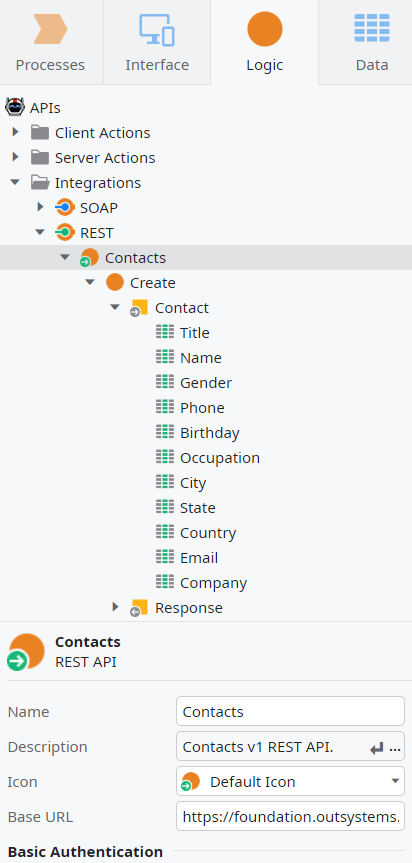 Processes
Interface
Logic
Data
APIs
Client Actions
Server Actions
Integrations
SOAP
REST
Contacts
Create
Contact
Title
Name
Gender
Phone
Birthday
Occupation
City
State
Country
Email
Company
Response
Contacts
REST API
Name Contacts
Description Contacts v1 REST API. ...
Icon Default Icon
Base URL https://foundation.outsystems.
Basic Authentication